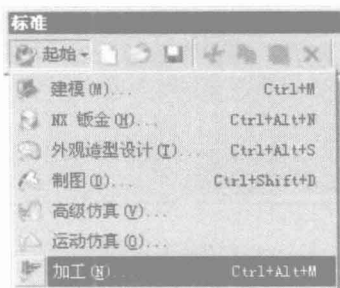 标准
起始
建模(M)... Ctrl+M
NX 钣金(H)... Ctrl+Alt+N
外观造型设计(T)... Ctrl+Alt+S
制图(D)... Ctrl+Shift+D
高级仿真(V)...
运动仿真(O)...
加工(N)... Ctrl+Alt+M